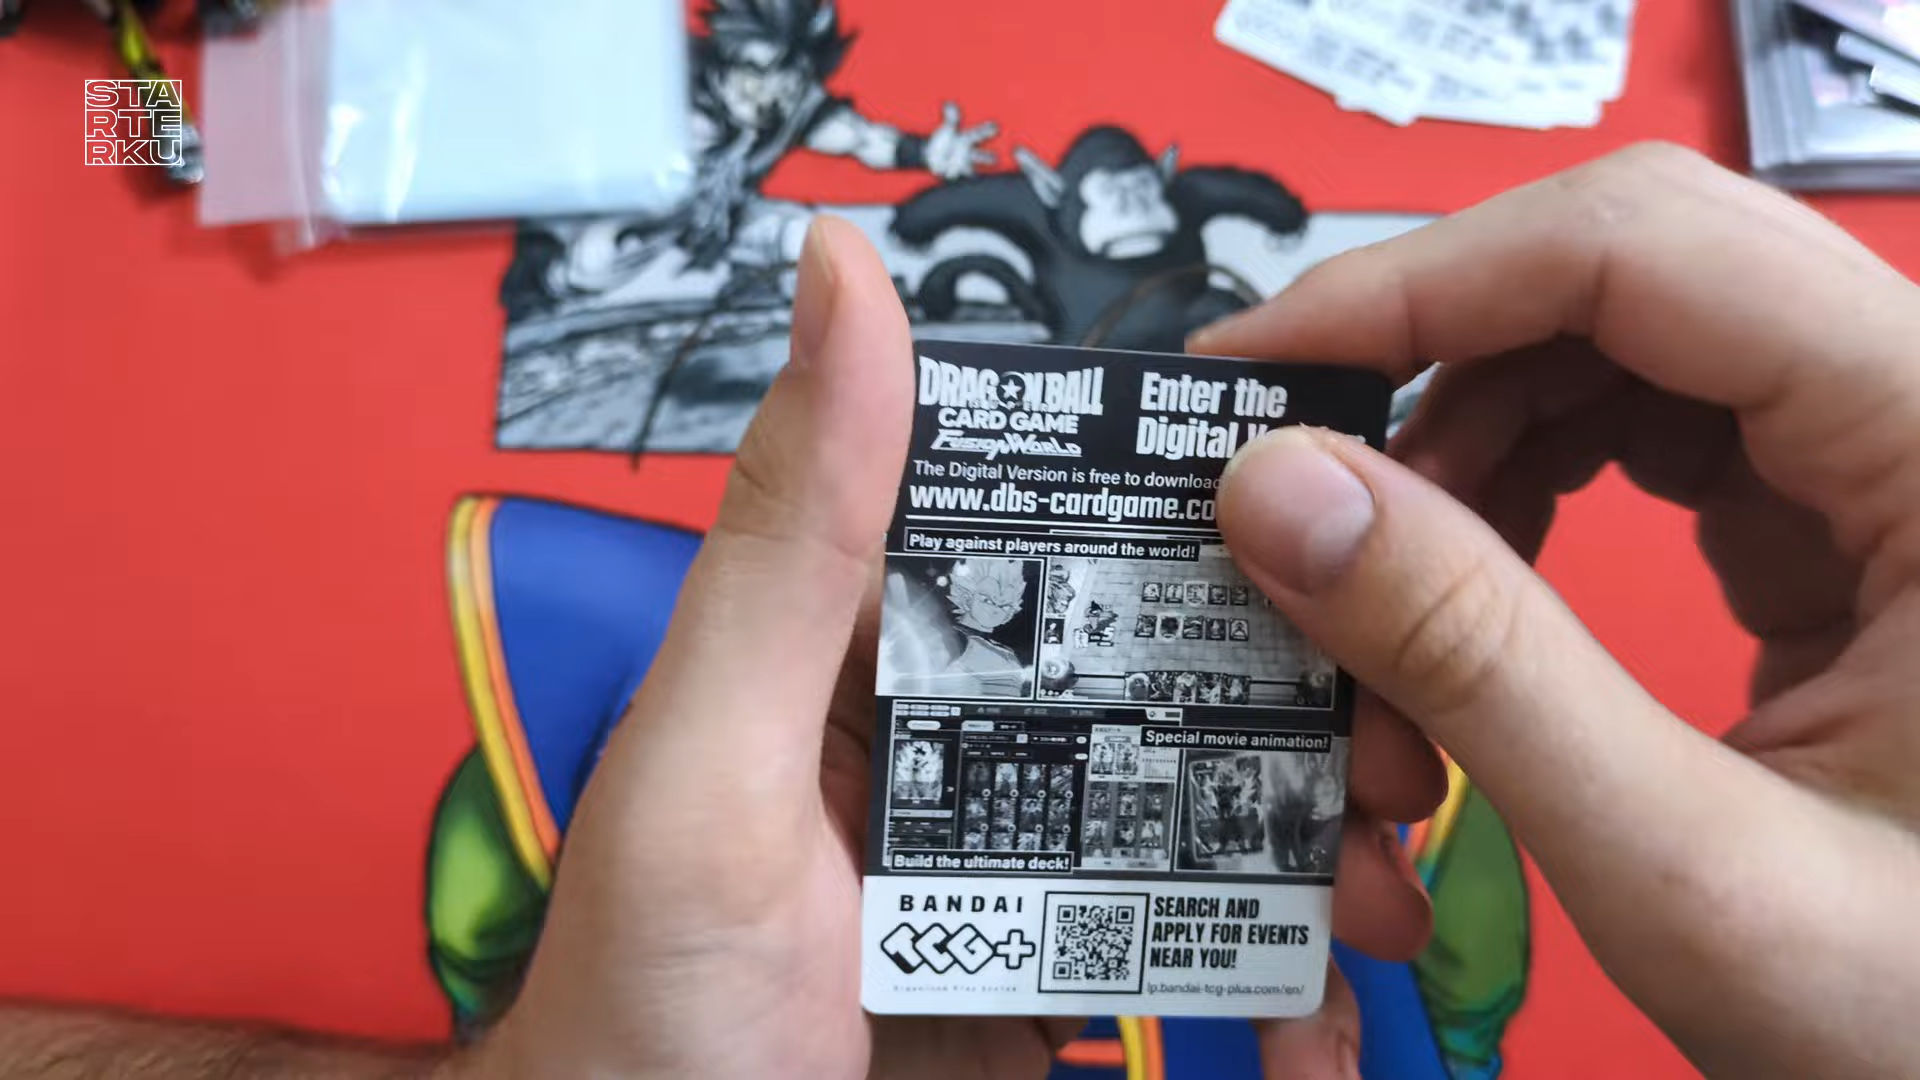 STA
RTE
RKU
DRAGON BALL
SUPER
CARD GAME
FUSION WORLD
Enter the
Digital
The Digital Version is free to download
www.dbs-cardgame.co
Play against players around the world!
Special movie animation!
Build the ultimate deck!
BANDAI
TCG+
SEARCH AND
APPLY FOR EVENTS
NEAR YOU!
lp.bandai-tcg-plus.com/en/